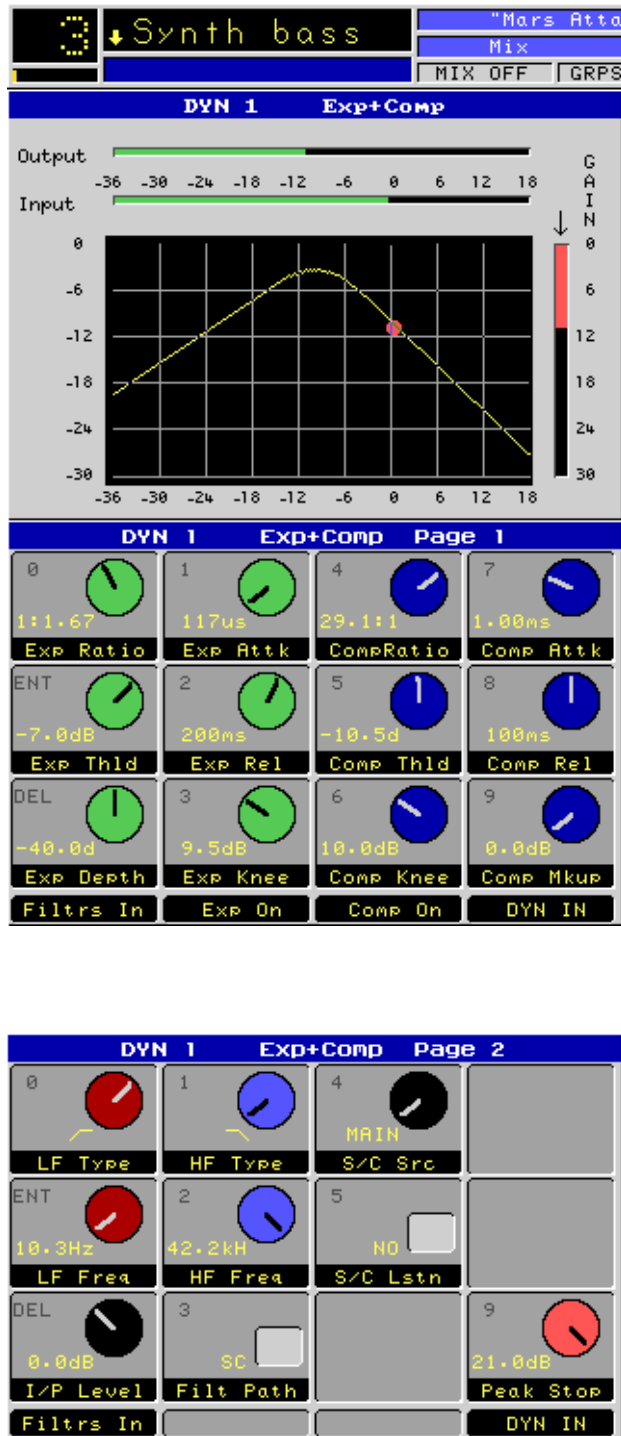 3 Synth bass "Mars Atta
Mix
MIX OFF GRPS
DYN 1 Exp+Comp
Output
-36 -30 -24 -18 -12 -6 0 6 12 18
Input
GAIN
0 0
-6 6
-12 12
-18 18
-24 24
-30 30
-36 -30 -24 -18 -12 -6 0 6 12 18
DYN 1 Exp+Comp Page 1
0 1 4 7
1:1.67 117us 29.1:1 1.00ms
Exp Ratio Exp Attk CompRatio Comp Attk
ENT 2 5 8
-7.0dB 200ms -10.5d 100ms
Exp Thld Exp Rel Comp Thld Comp Rel
DEL 3 6 9
-40.0d 9.5dB 10.0dB 0.0dB
Exp Depth Exp Knee Comp Knee Comp Mkup
Filtrs In Exp On Comp On DYN IN
DYN 1 Exp+Comp Page 2
0 1 4
MAIN
LF Type HF Type S/C Src
ENT 2 5
10.3Hz 42.2kH NO
LF Freq HF Freq S/C Lstn
DEL 3 9
0.0dB SC 21.0dB
I/P Level Filt Path Peak Stop
Filtrs In DYN IN